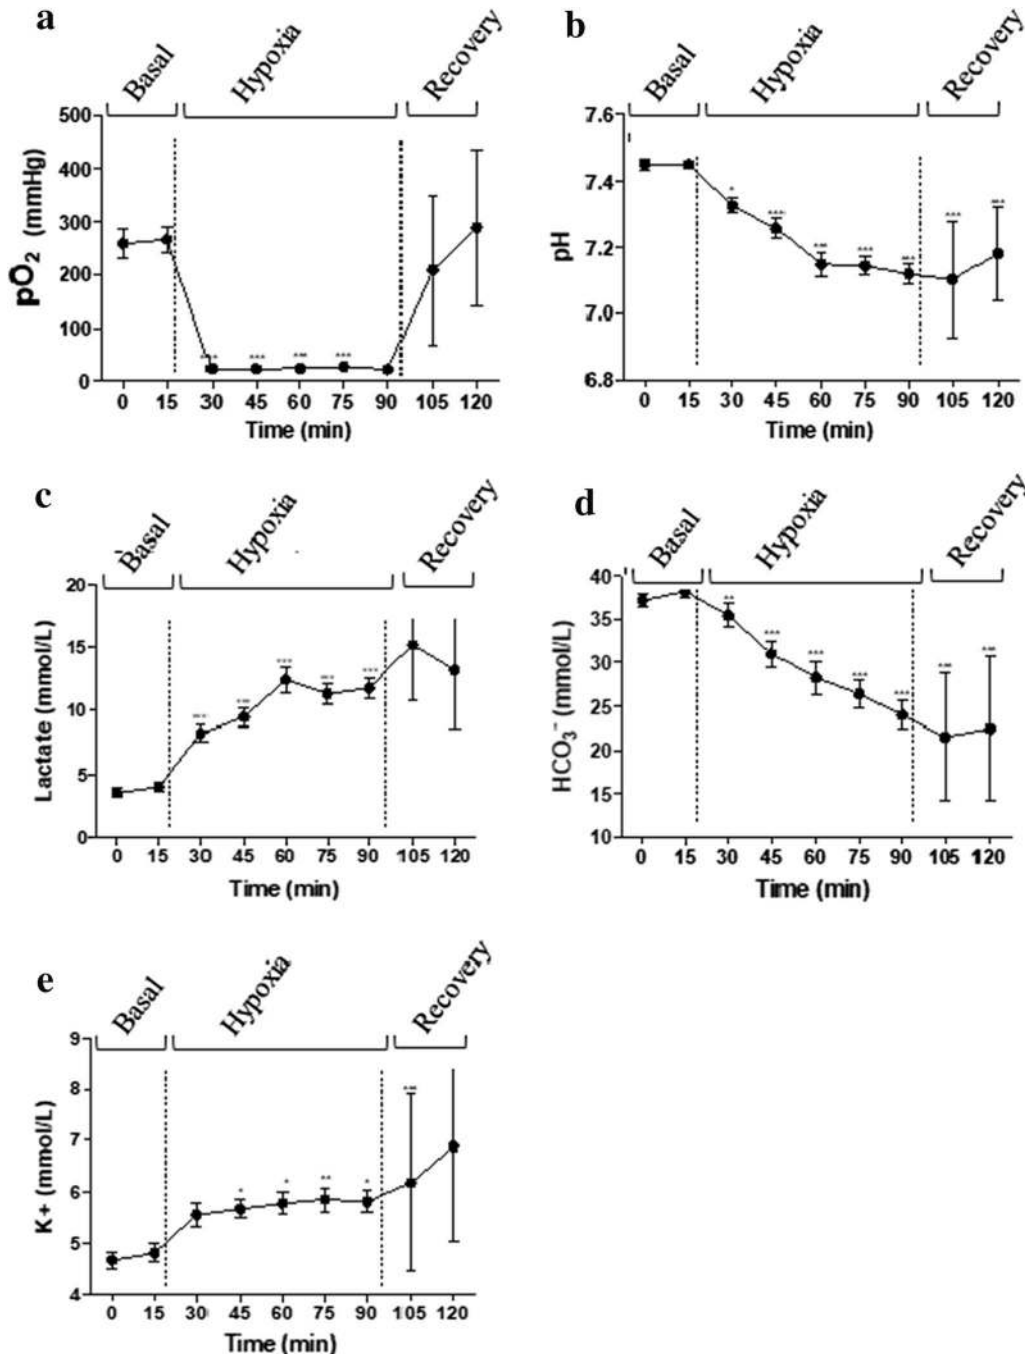 a
Basal Hypoxia Recovery
500
400
300
200
100
0
pO2 (mmHg)
0 15 30 45 60 75 90 105 120
Time (min)
b
Basal Hypoxia Recovery
7.6
7.4
7.2
7.0
6.8
pH
0 15 30 45 60 75 90 105 120
Time (min)
c
Basal Hypoxia Recovery
20
15
10
5
0
Lactate (mmol/L)
0 15 30 45 60 75 90 105 120
Time (min)
d
Basal Hypoxia Recovery
40
35
30
25
20
15
10
HCO3− (mmol/L)
0 15 30 45 60 75 90 105 120
Time (min)
e
Basal Hypoxia Recovery
9
8
7
6
5
4
K+ (mmol/L)
0 15 30 45 60 75 90 105 120
Time (min)